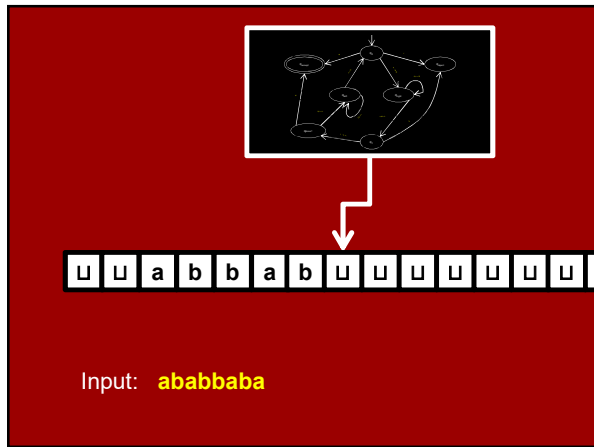 ⊔ ⊔ a b b a b ⊔ ⊔ ⊔ ⊔ ⊔ ⊔ ⊔
Input: ababbaba